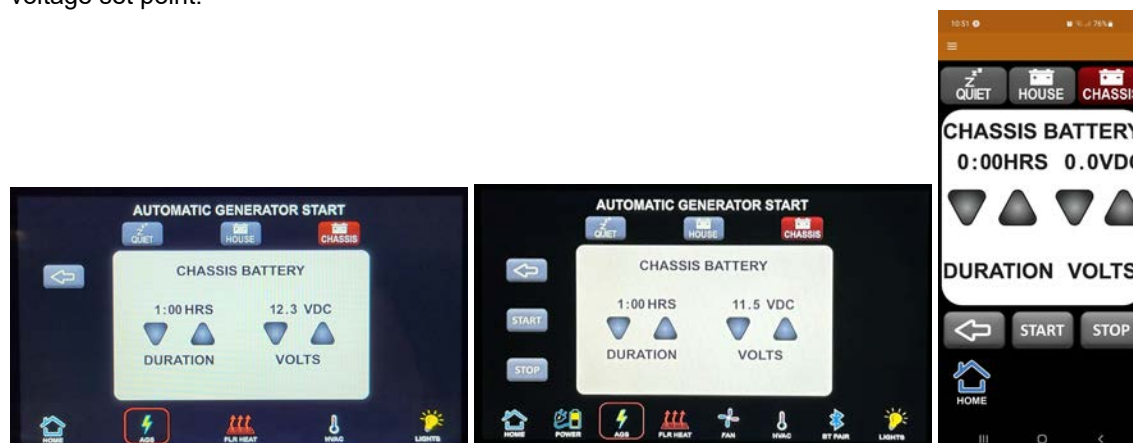 voltage set point.
AUTOMATIC GENERATOR START
QUIET HOUSE CHASSIS
CHASSIS BATTERY
1:00 HRS 12.3 VDC
DURATION VOLTS
HOME AGS FLR HEAT HVAC LIGHTS
AUTOMATIC GENERATOR START
QUIET HOUSE CHASSIS
CHASSIS BATTERY
START
1:00 HRS 11.5 VDC
DURATION VOLTS
STOP
HOME POWER AGS FLR HEAT FAN HVAC BT PAIR LIGHTS
10:51 76%
QUIET HOUSE CHASSIS
CHASSIS BATTERY
0:00HRS 0.0VDC
DURATION VOLTS
START STOP
HOME